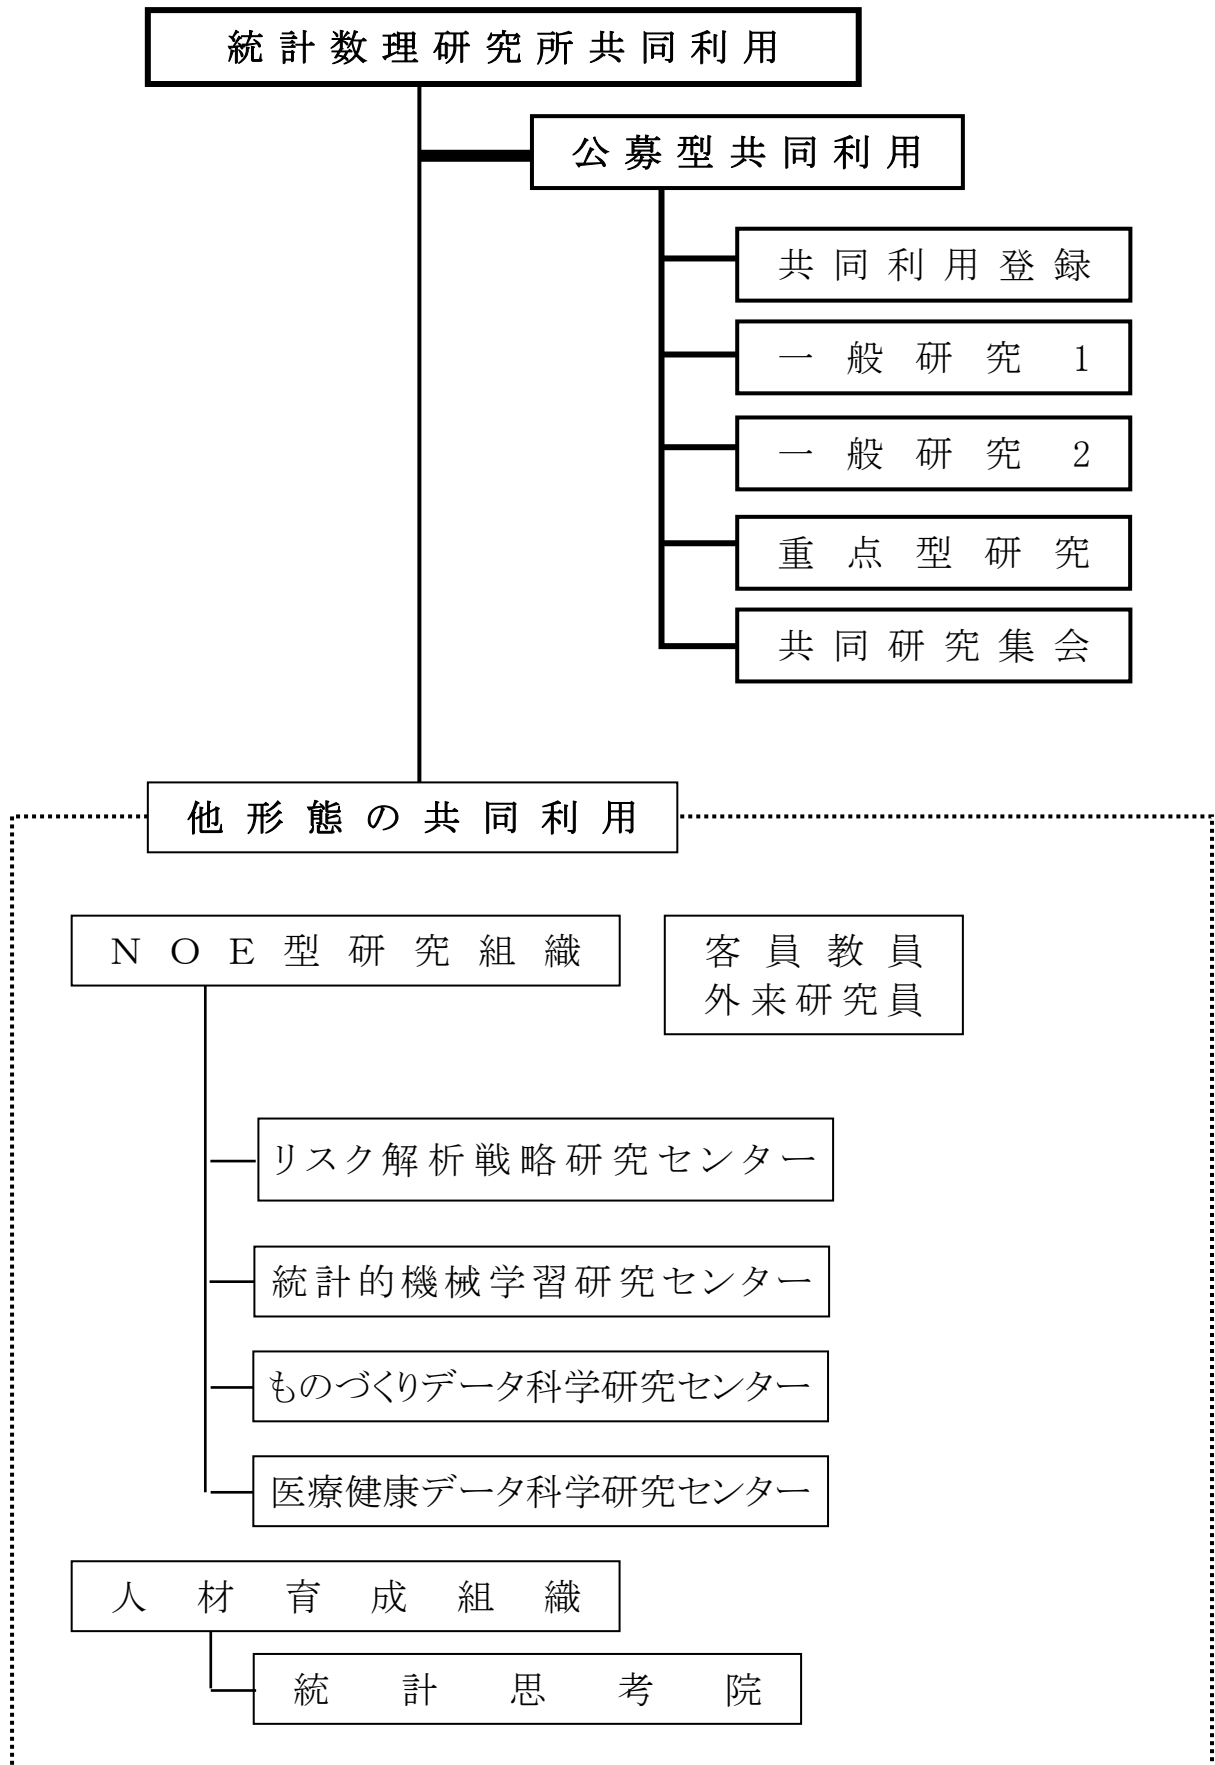 統計数理研究所共同利用
公募型共同利用
共同利用登録
一般研究1
一般研究2
重点型研究
共同研究集会
他形態の共同利用
NOE型研究組織
客員教員
外来研究員
リスク解析戦略研究センター
統計的機械学習研究センター
ものづくりデータ科学研究センター
医療健康データ科学研究センター
人材育成組織
統計思考院